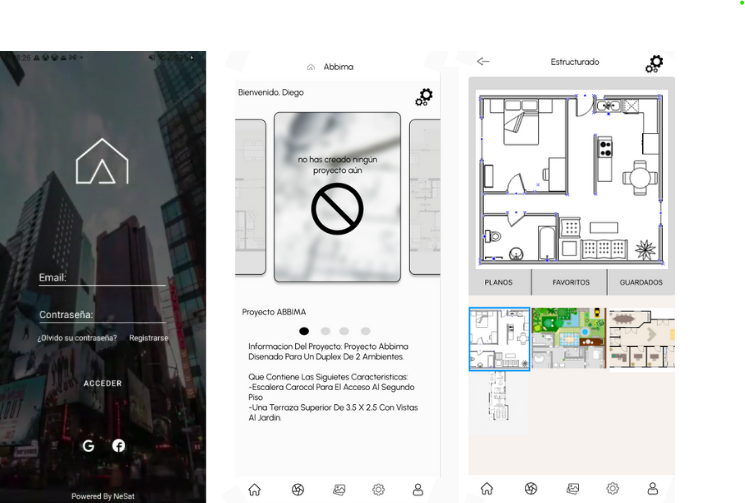 Email:
Contraseña:
¿Olvido su contraseña? Registrarse
ACCEDER
Powered By NeSat
Abbima
Bienvenido, Diego
no has creado ningún
proyecto aún
Proyecto ABBIMA
Informacion Del Proyecto: Proyecto Abbima
Disenado Para Un Duplex De 2 Ambientes.
Que Contiene Las Siguietes Caracteristicas:
-Escalera Carocol Para El Acceso Al Segundo
Piso
-Una Terraza Superior De 3.5 X 2.5 Con Vistas
Al Jardin.
Estructurado
PLANOS FAVORITOS GUARDADOS